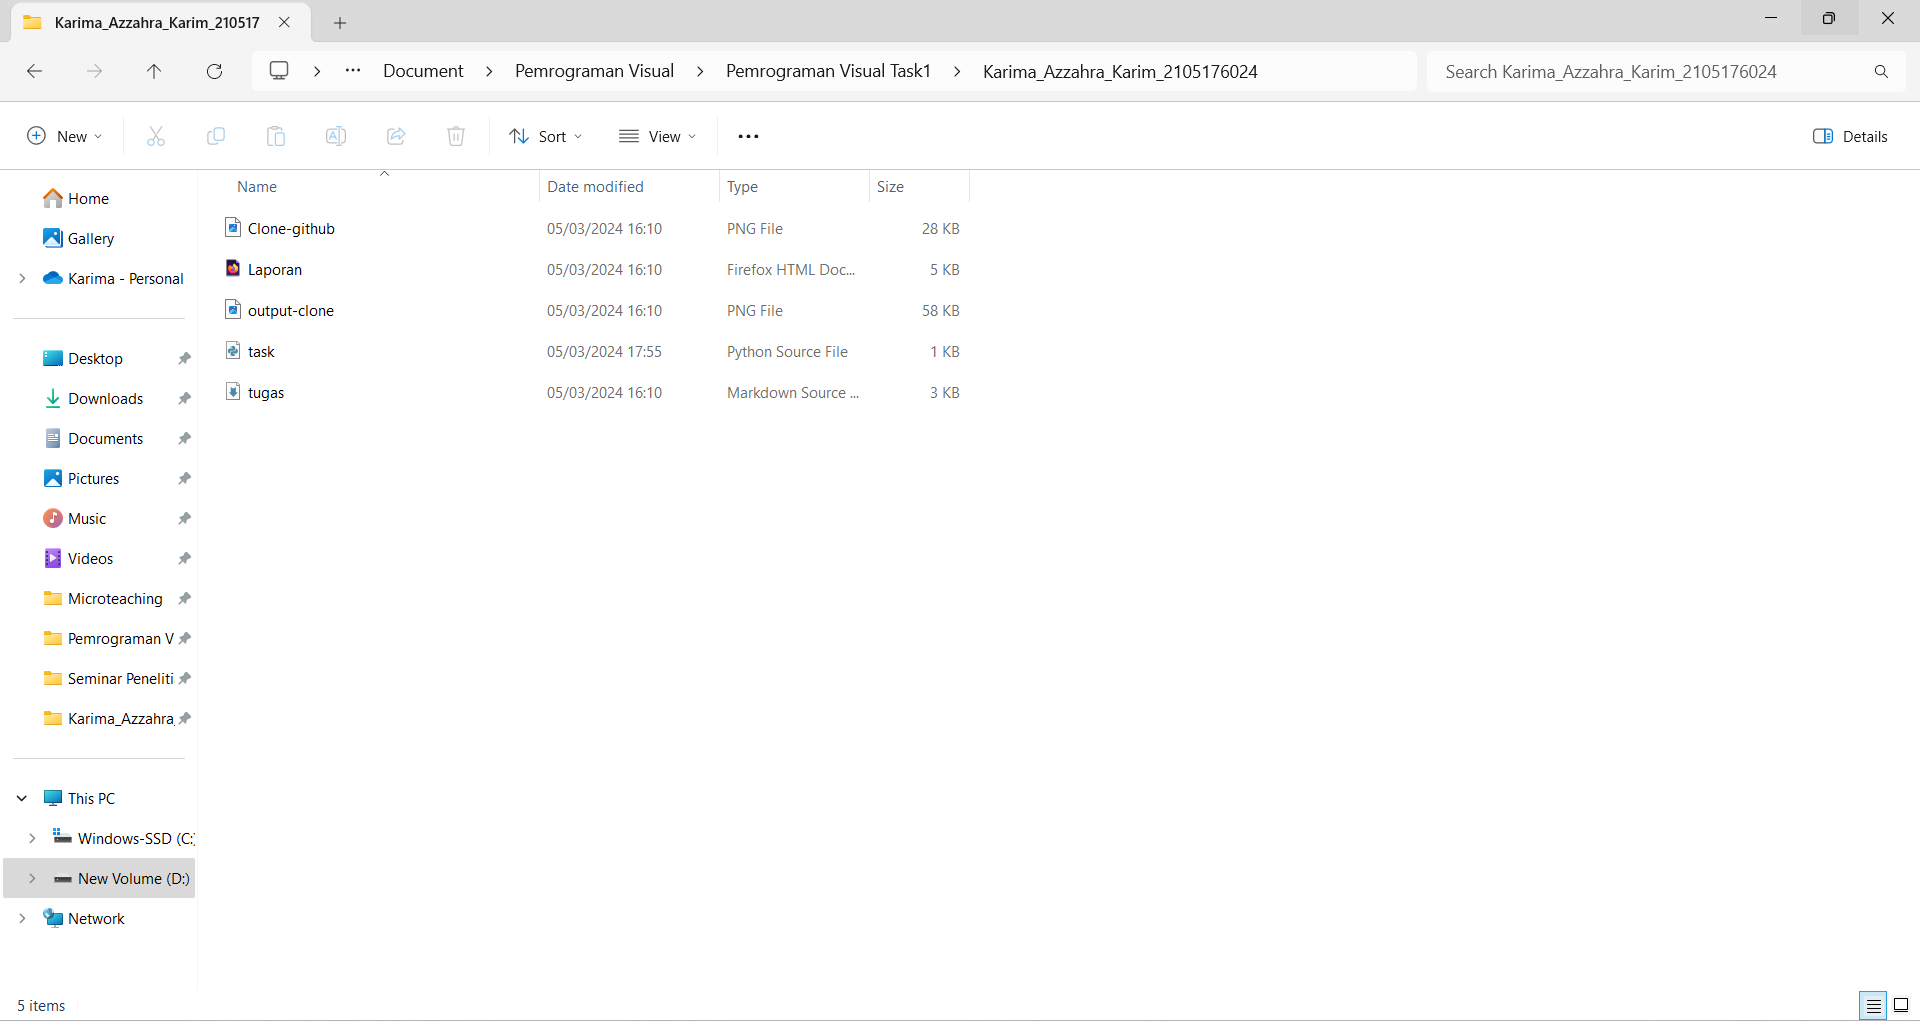 Karima_Azzahra_Karim_210517
Document > Pemrograman Visual > Pemrograman Visual Task1 > Karima_Azzahra_Karim_2105176024
Search Karima_Azzahra_Karim_2105176024
New
Sort
View
Details
Name Date modified Type Size
Clone-github 05/03/2024 16:10 PNG File 28 KB
Laporan 05/03/2024 16:10 Firefox HTML Doc... 5 KB
output-clone 05/03/2024 16:10 PNG File 58 KB
task 05/03/2024 17:55 Python Source File 1 KB
tugas 05/03/2024 16:10 Markdown Source ... 3 KB
Home
Gallery
Karima - Personal
Desktop
Downloads
Documents
Pictures
Music
Videos
Microteaching
Pemrograman V
Seminar Peneliti
Karima_Azzahra_
This PC
Windows-SSD (C:)
New Volume (D:)
Network
5 items